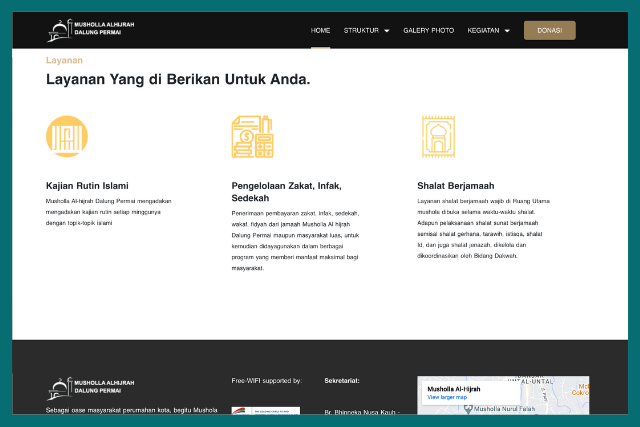 MUSHOLLA ALHIJRAH
DALUNG PERMAI
HOME STRUKTUR GALERY PHOTO KEGIATAN DONASI
Layanan
Layanan Yang di Berikan Untuk Anda.
Kajian Rutin Islami
Musholla Al-hijrah Dalung Permai mengadakan
mengadakan kajian rutin setiap minggunya
dengan topik-topik islami
Pengelolaan Zakat, Infak,
Sedekah
Penerimaan pembayaran zakat, infak, sedekah,
wakaf, fidyah dari jamaah Musholla Al hijrah
Dalung Permai maupun masyarakat luas, untuk
kemudian didayagunakan dalam berbagai
program yang memberi manfaat maksimal bagi
masyarakat.
Shalat Berjamaah
Layanan shalat berjamaah wajib di Ruang Utama
mushola dibuka selama waktu-waktu shalat.
Adapun pelaksanaan shalat sunat berjamaah
semisal shalat gerhana, tarawih, istisqa, shalat
Id, dan juga shalat jenazah, dikelola dan
dikoordinasikan oleh Bidang Dakwah.
MUSHOLLA ALHIJRAH
DALUNG PERMAI
Sebagai oase masyarakat perumahan kota, begitu Mushola
Free-WIFI supported by:
Sekretariat:
Br. Bhinneka Nusa Kauh -
Musholla Al-Hijrah
View larger map
UNTAL-UNTAL
Musholla Nurul Falah